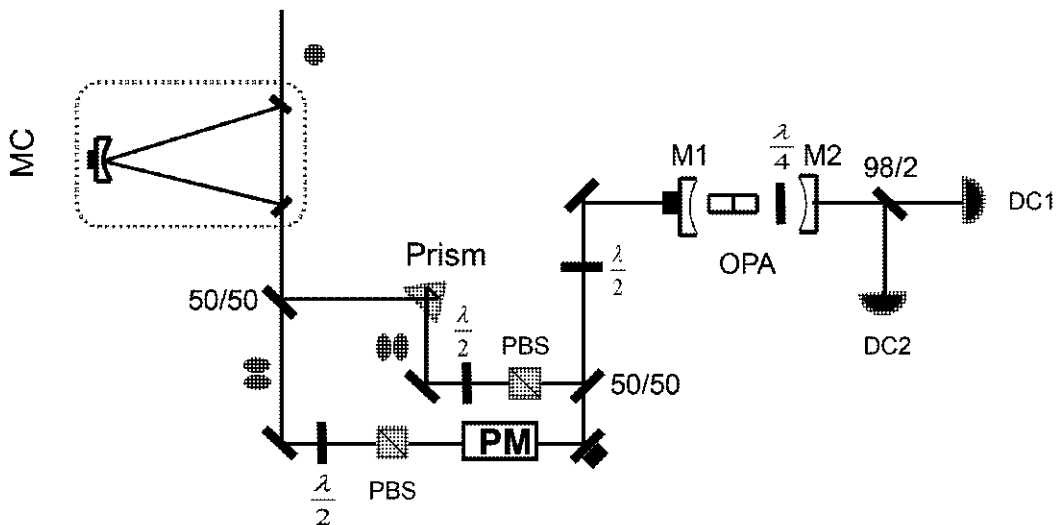 MC
M1
λ/4
M2
98/2
DC1
Prism
λ/2
OPA
50/50
λ/2
PBS
DC2
50/50
PM
λ/2
PBS